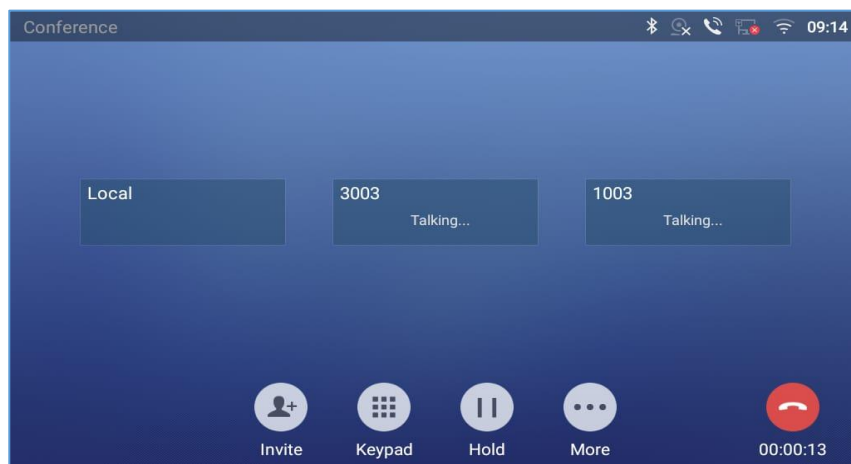 Conference 09:14
Local 3003 1003
Talking... Talking...
Invite Keypad Hold More 00:00:13